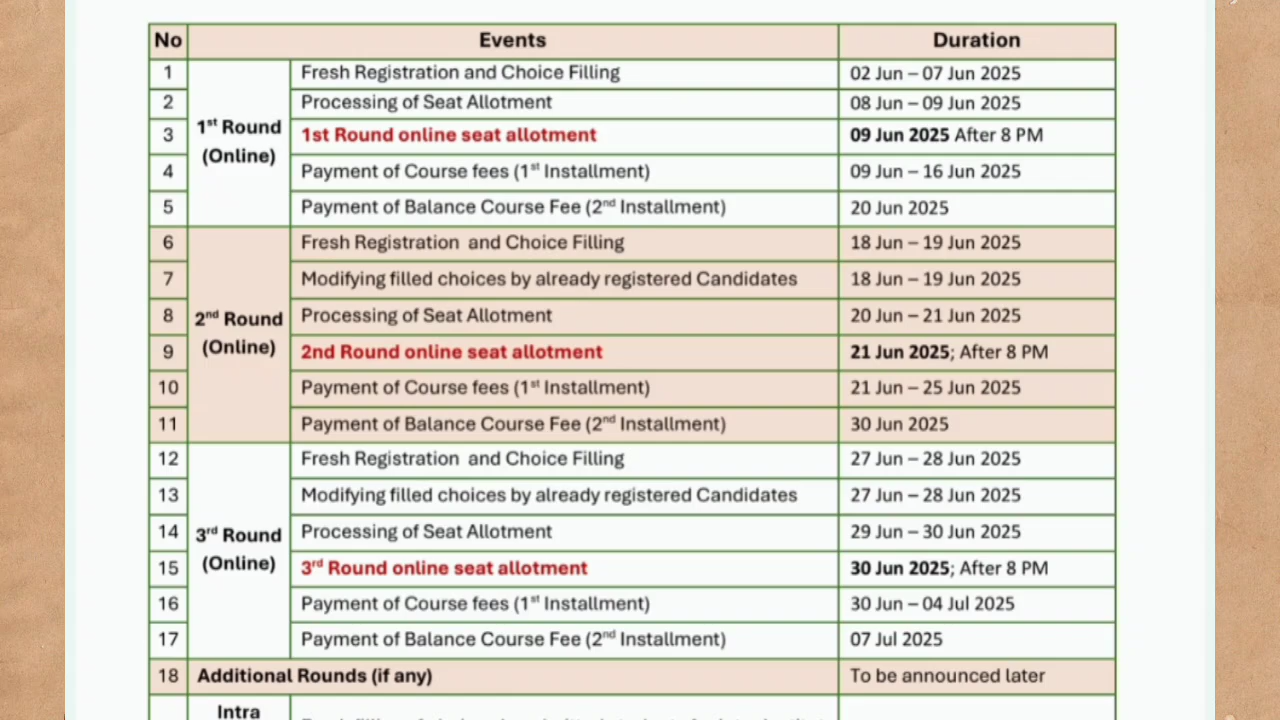 No Events Duration
1 Fresh Registration and Choice Filling 02 Jun – 07 Jun 2025
2 Processing of Seat Allotment 08 Jun – 09 Jun 2025
1st Round
(Online)
3 1st Round online seat allotment 09 Jun 2025 After 8 PM
4 Payment of Course fees (1st Installment) 09 Jun – 16 Jun 2025
5 Payment of Balance Course Fee (2nd Installment) 20 Jun 2025
6 Fresh Registration and Choice Filling 18 Jun – 19 Jun 2025
7 Modifying filled choices by already registered Candidates 18 Jun – 19 Jun 2025
8 Processing of Seat Allotment 20 Jun – 21 Jun 2025
2nd Round
(Online)
9 2nd Round online seat allotment 21 Jun 2025; After 8 PM
10 Payment of Course fees (1st Installment) 21 Jun – 25 Jun 2025
11 Payment of Balance Course Fee (2nd Installment) 30 Jun 2025
12 Fresh Registration and Choice Filling 27 Jun – 28 Jun 2025
13 Modifying filled choices by already registered Candidates 27 Jun – 28 Jun 2025
14 Processing of Seat Allotment 29 Jun – 30 Jun 2025
3rd Round
(Online)
15 3rd Round online seat allotment 30 Jun 2025; After 8 PM
16 Payment of Course fees (1st Installment) 30 Jun – 04 Jul 2025
17 Payment of Balance Course Fee (2nd Installment) 07 Jul 2025
18 Additional Rounds (if any) To be announced later
Intra